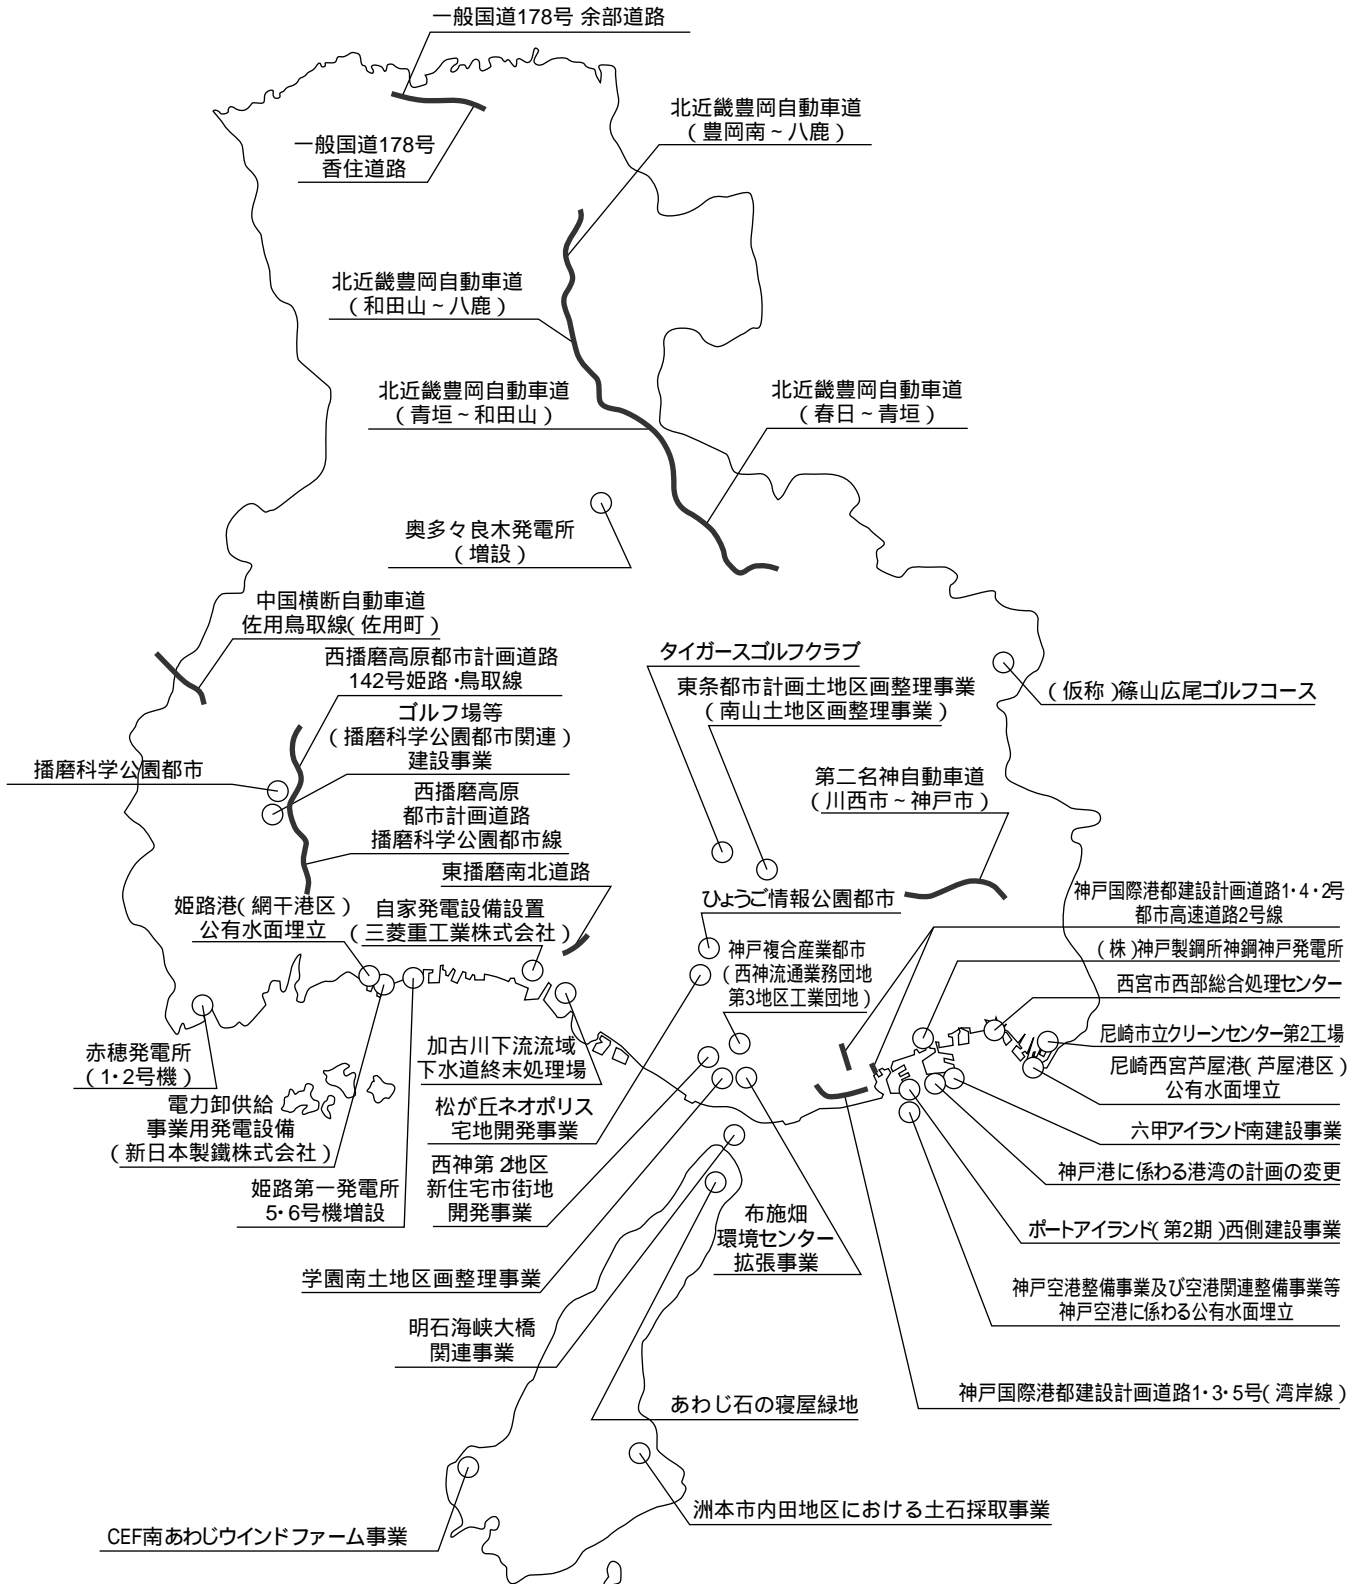 一般国道178号 余部道路
一般国道178号
香住道路
北近畿豊岡自動車道
(豊岡南~八鹿)
北近畿豊岡自動車道
(和田山~八鹿)
北近畿豊岡自動車道
(青垣~和田山)
北近畿豊岡自動車道
(春日~青垣)
奥多々良木発電所
(増設)
中国横断自動車道
佐用鳥取線(佐用町)
西播磨高原都市計画道路
142号姫路・鳥取線
ゴルフ場等
(播磨科学公園都市関連)
建設事業
播磨科学公園都市
西播磨高原
都市計画道路
播磨科学公園都市線
タイガースゴルフクラブ
東条都市計画土地区画整理事業
(南山土地区画整理事業)
(仮称)篠山広尾ゴルフコース
第二名神自動車道
(川西市~神戸市)
東播磨南北道路
姫路港(網干港区)
公有水面埋立
自家発電設備設置
(三菱重工業株式会社)
ひょうご情報公園都市
神戸複合産業都市
(西神流通業務団地
第3地区工業団地)
神戸国際港都建設計画道路1・4・2号
都市高速道路2号線
(株)神戸製鋼所神鋼神戸発電所
西宮市西部総合処理センター
尼崎市立クリーンセンター第2工場
尼崎西宮芦屋港(芦屋港区)
公有水面埋立
六甲アイランド南建設事業
神戸港に係わる港湾の計画の変更
ポートアイランド(第2期)西側建設事業
神戸空港整備事業及び空港関連整備事業等
神戸空港に係わる公有水面埋立
神戸国際港都建設計画道路1・3・5号(湾岸線)
赤穂発電所
(1・2号機)
電力卸供給
事業用発電設備
(新日本製鐵株式会社)
姫路第一発電所
5・6号機増設
加古川下流流域
下水道終末処理場
松が丘ネオポリス
宅地開発事業
西神第2地区
新住宅市街地
開発事業
学園南土地区画整理事業
明石海峡大橋
関連事業
布施畑
環境センター
拡張事業
あわじ石の寝屋緑地
洲本市内田地区における土石採取事業
CEF南あわじウインドファーム事業